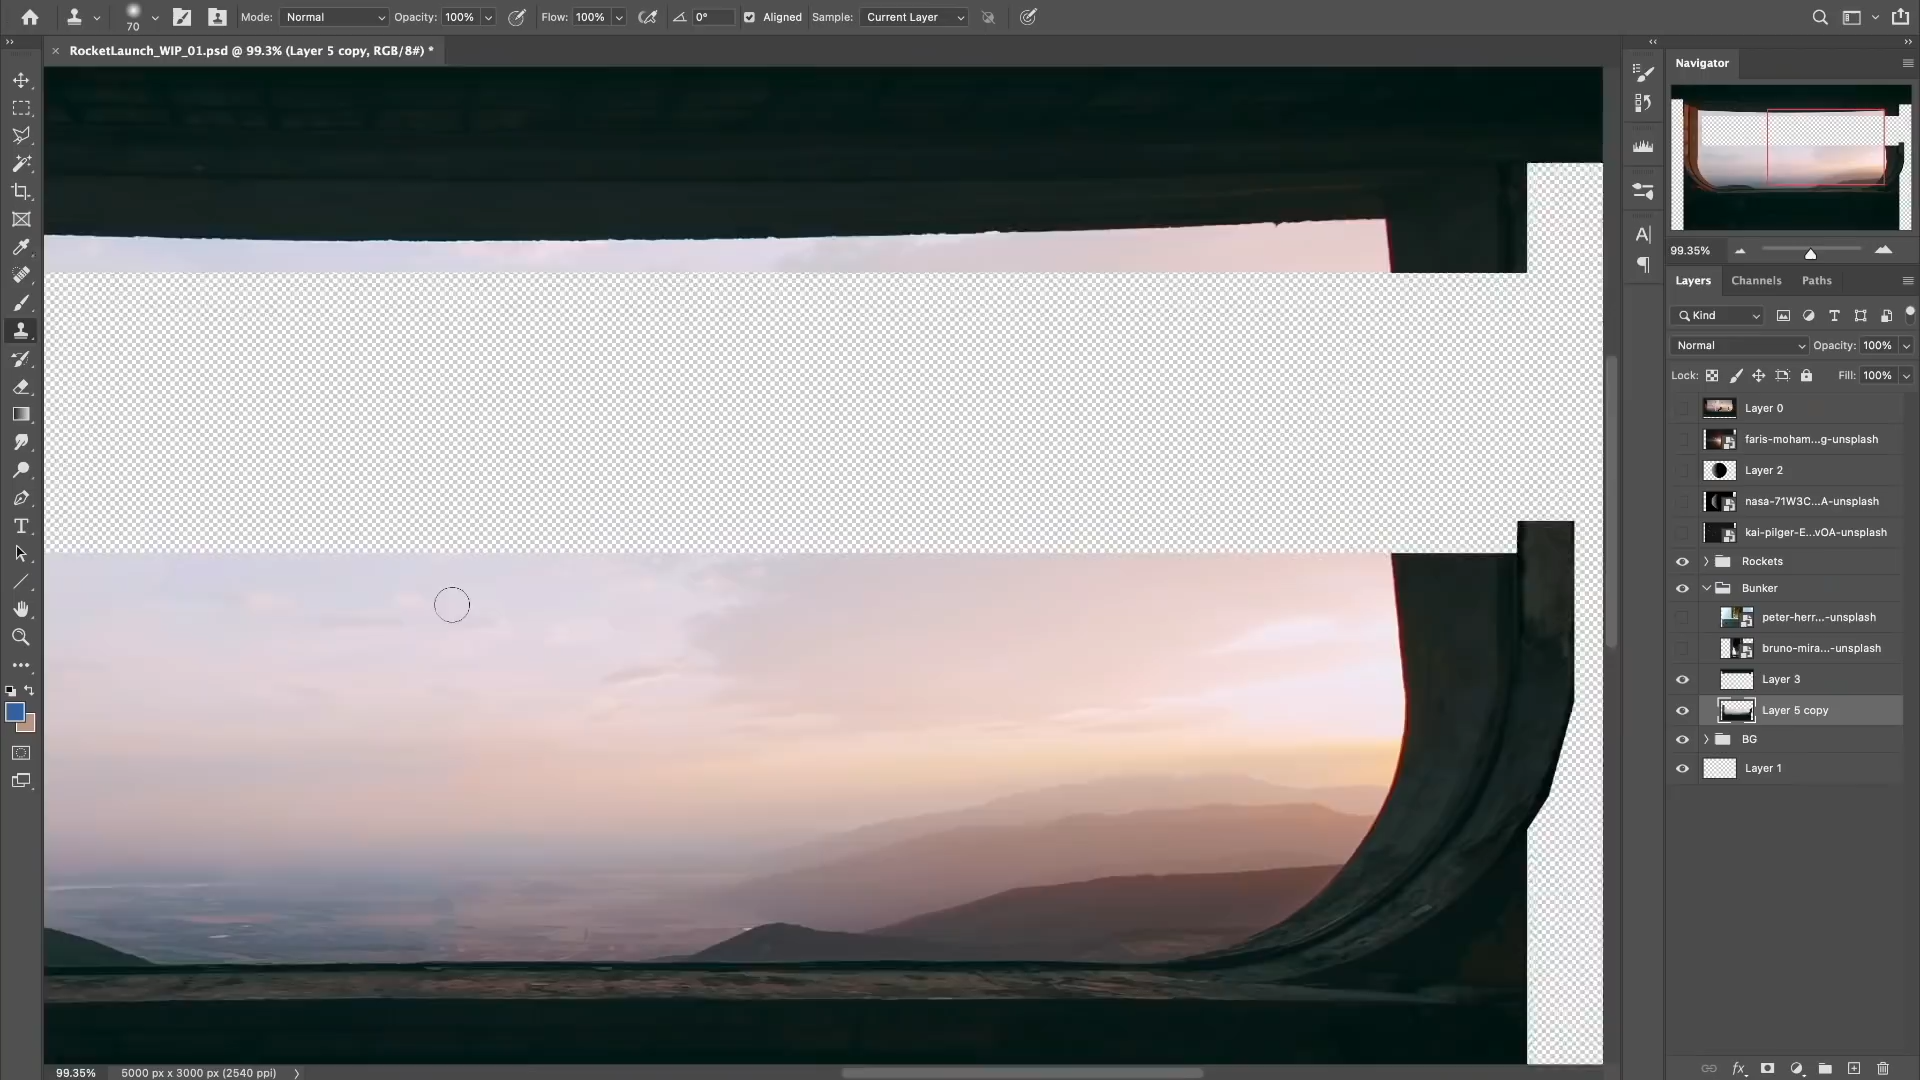 70
Mode: Normal
Opacity: 100%
Flow: 100%
0°
Aligned
Sample: Current Layer
RocketLaunch_WIP_01.psd @ 99.3% (Layer 5 copy, RGB/8#) *
Navigator
99.35%
Layers
Channels
Paths
Kind
Normal
Opacity: 100%
Lock:
Fill: 100%
Layer 0
faris-moham...g-unsplash
Layer 2
nasa-71W3C...A-unsplash
kai-pilger-E...vOA-unsplash
Rockets
Bunker
peter-herr...-unsplash
bruno-mira...-unsplash
Layer 3
Layer 5 copy
BG
Layer 1
99.35%
5000 px x 3000 px (2540 ppi)